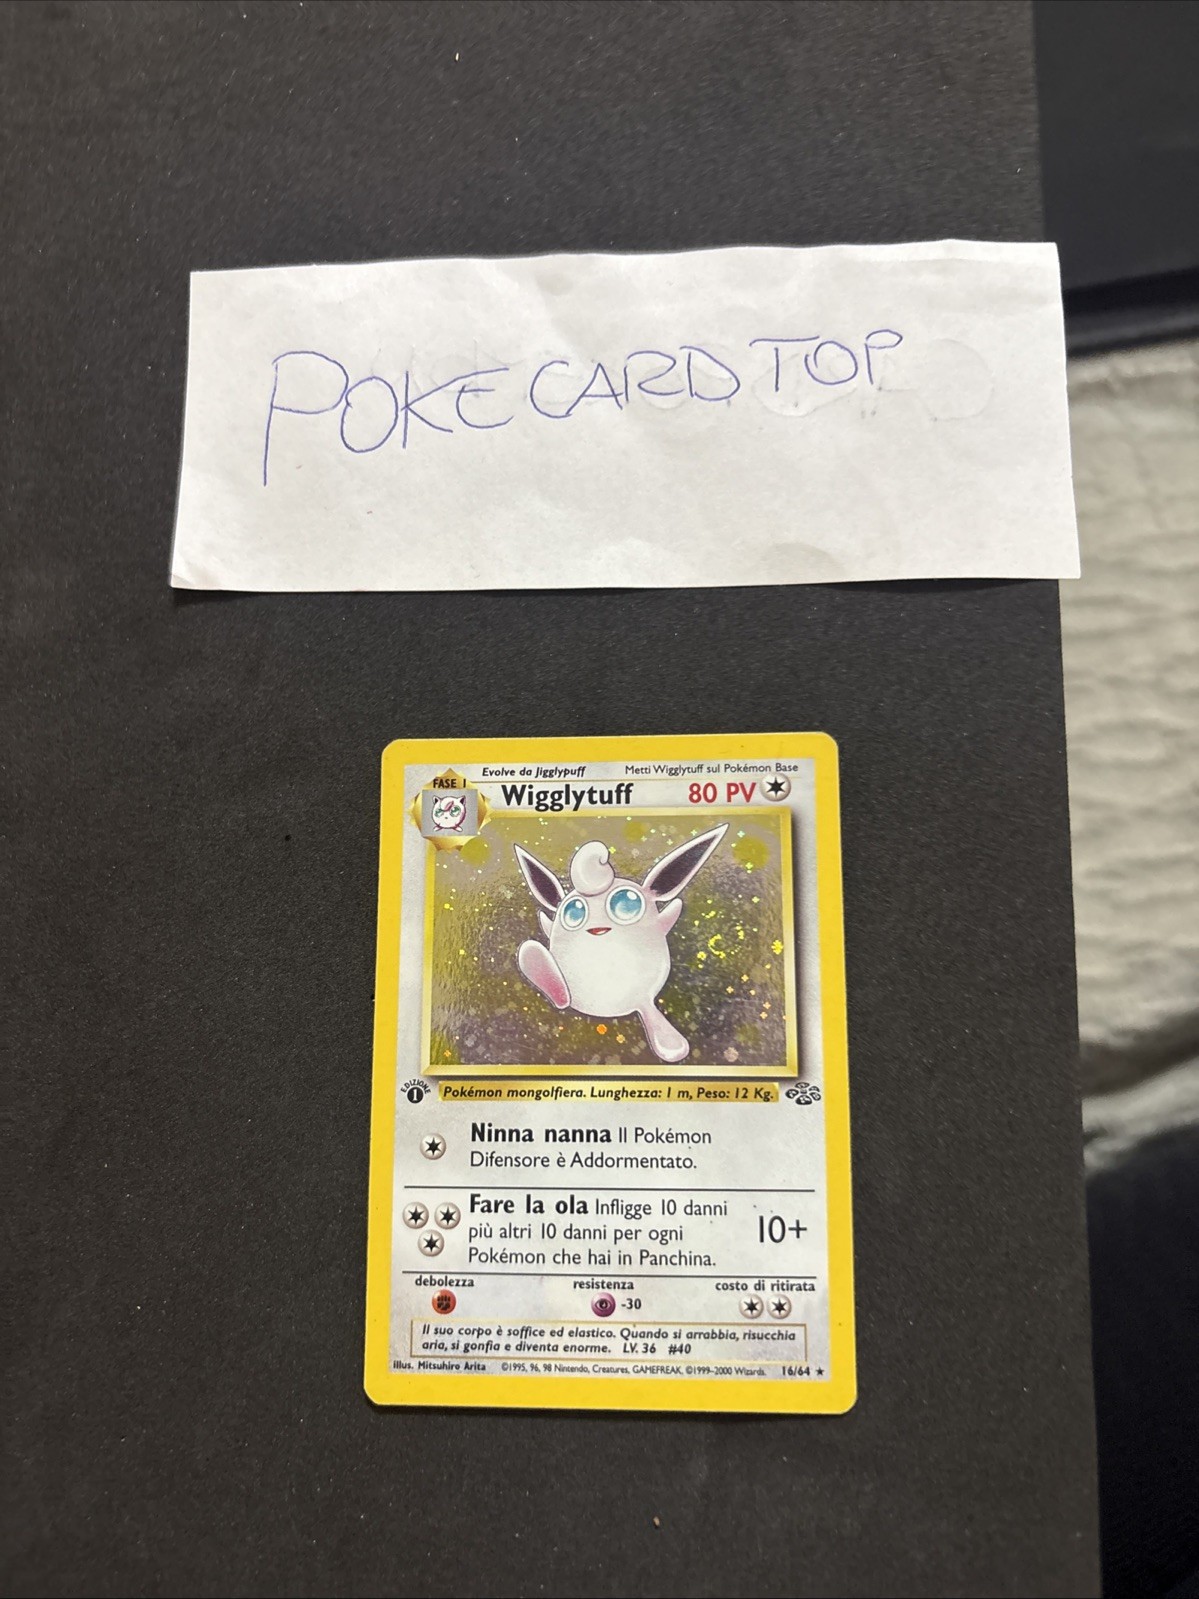 POKECARDTOP
Evolve da Jigglypuff Metti Wigglytuff sul Pokémon Base
FASE 1
Wigglytuff 80 PV
EDIZIONE 1
Pokémon mongolfiera. Lunghezza: 1 m, Peso: 12 Kg.
Ninna nanna Il Pokémon
Difensore è Addormentato.
Fare la ola Infligge 10 danni
più altri 10 danni per ogni
Pokémon che hai in Panchina.
10+
debolezza resistenza costo di ritirata
-30
Il suo corpo è soffice ed elastico. Quando si arrabbia, risucchia
aria, si gonfia e diventa enorme. LV. 36 #40
Illus. Mitsuhiro Arita ©1995, 96, 98 Nintendo, Creatures, GAMEFREAK. ©1999-2000 Wizards. 16/64 ★